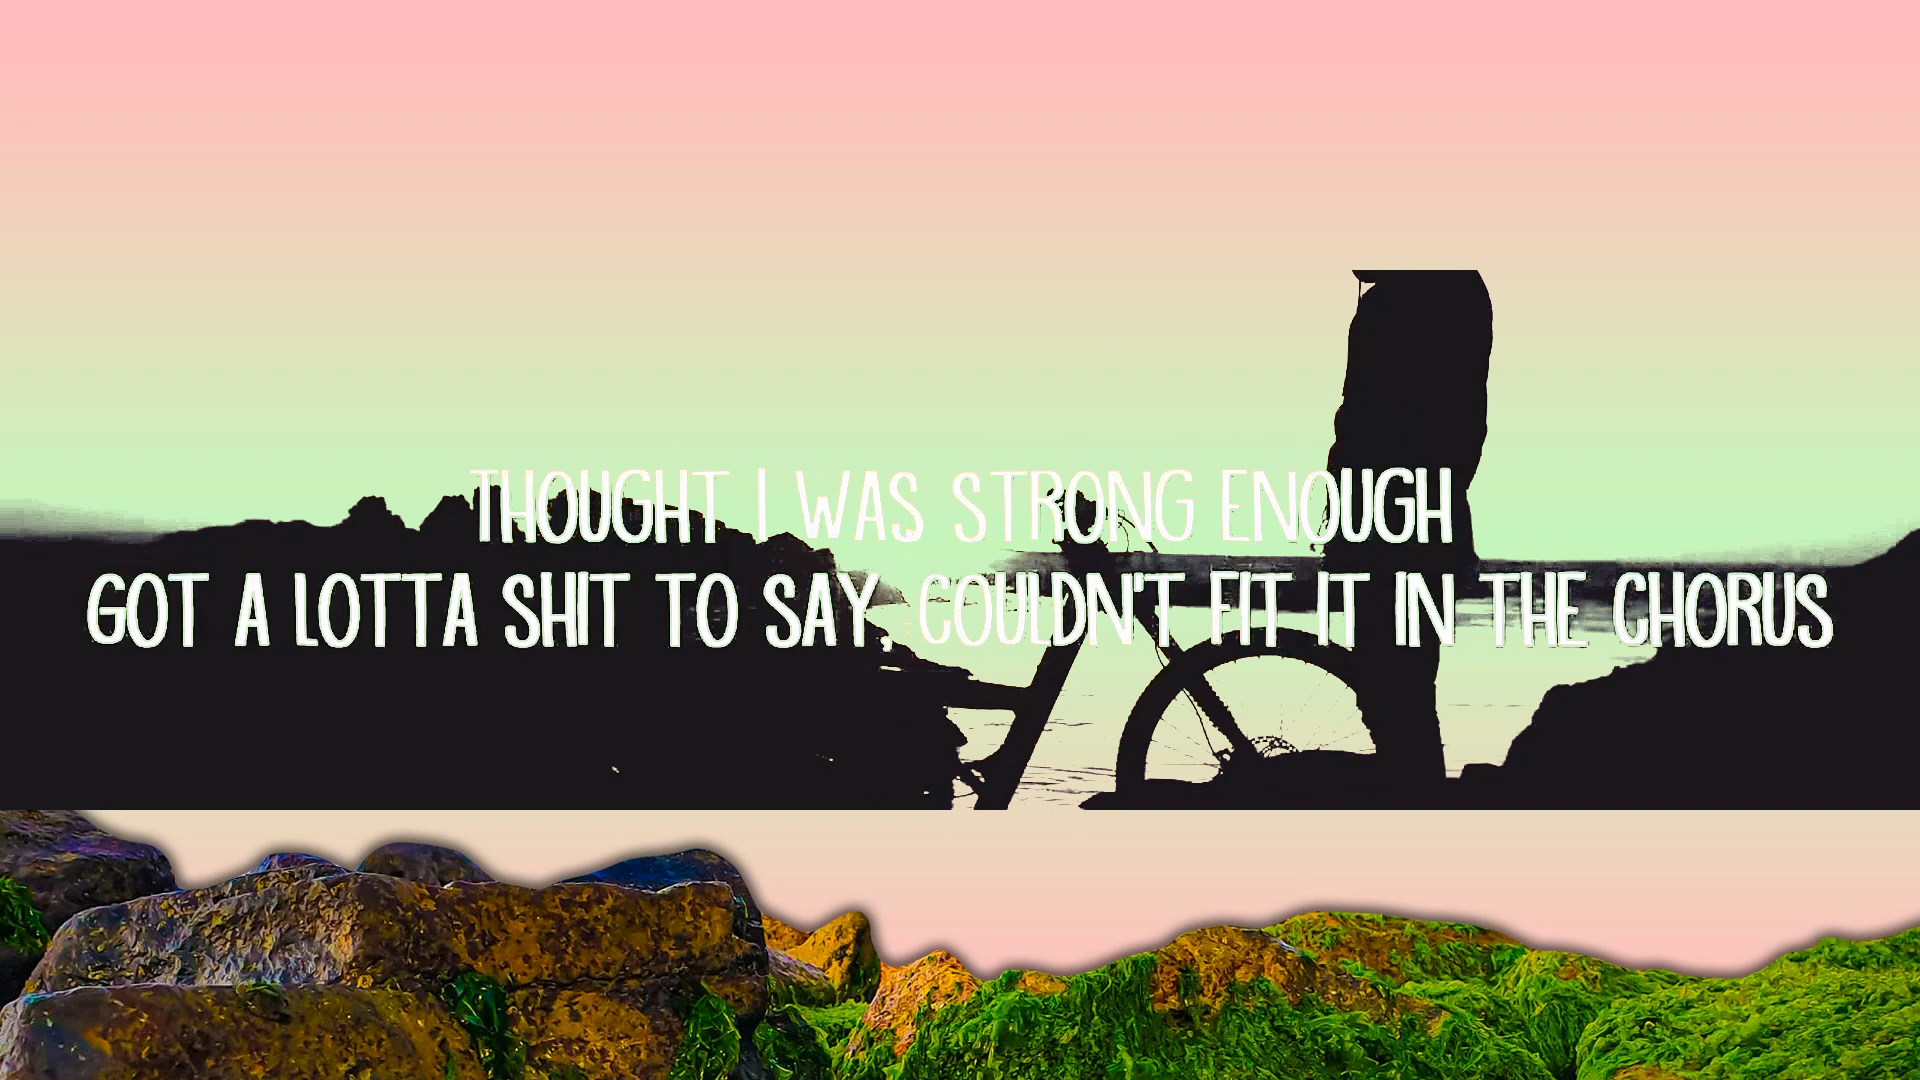 THOUGHT I WAS STRONG ENOUGH
GOT A LOTTA SHIT TO SAY, COULDN'T FIT IT IN THE CHORUS